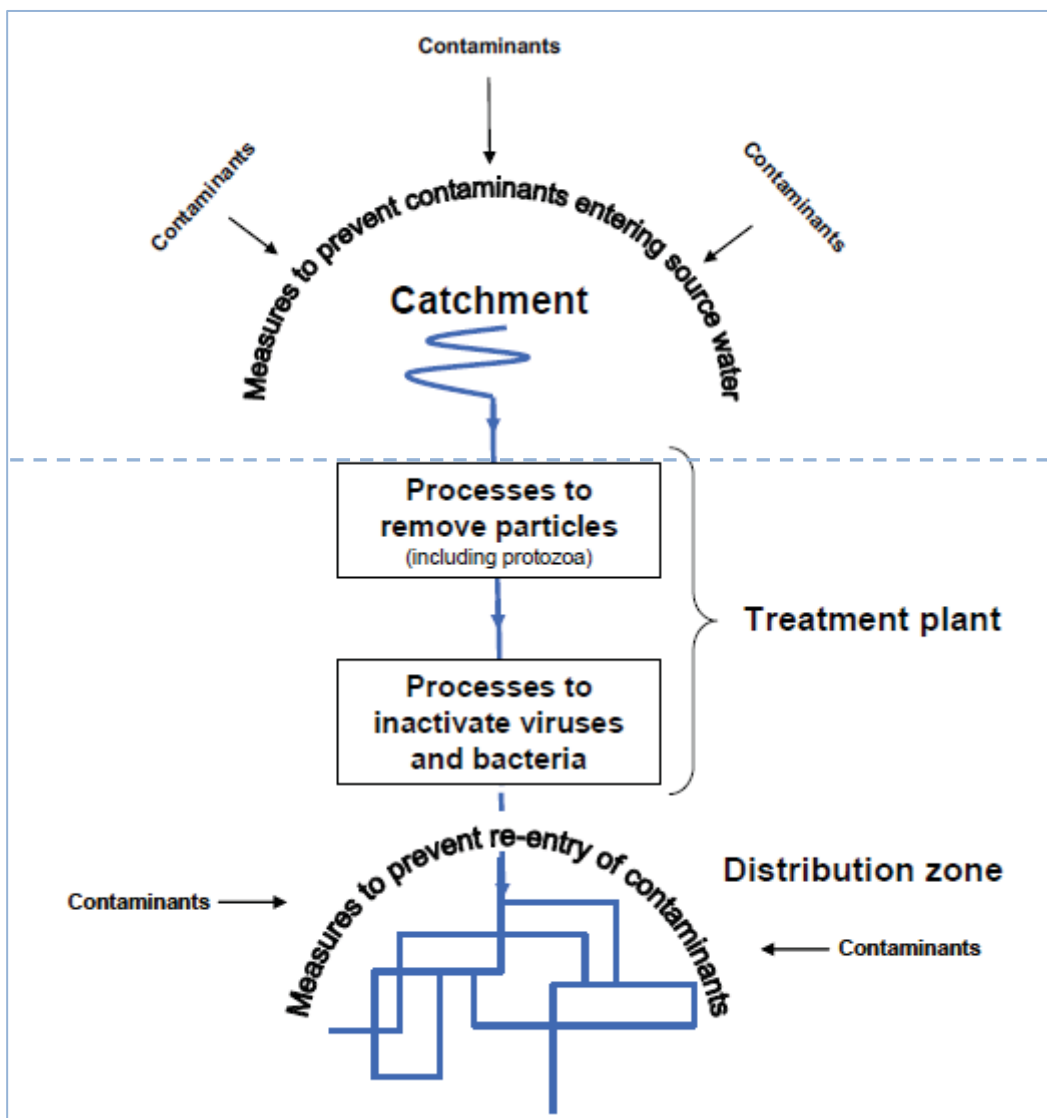 Contaminants
Contaminants
Contaminants
Measures to prevent contaminants entering source water
Catchment
Processes to
remove particles
(including protozoa)
Treatment plant
Processes to
inactivate viruses
and bacteria
Measures to prevent re-entry of contaminants
Distribution zone
Contaminants
Contaminants